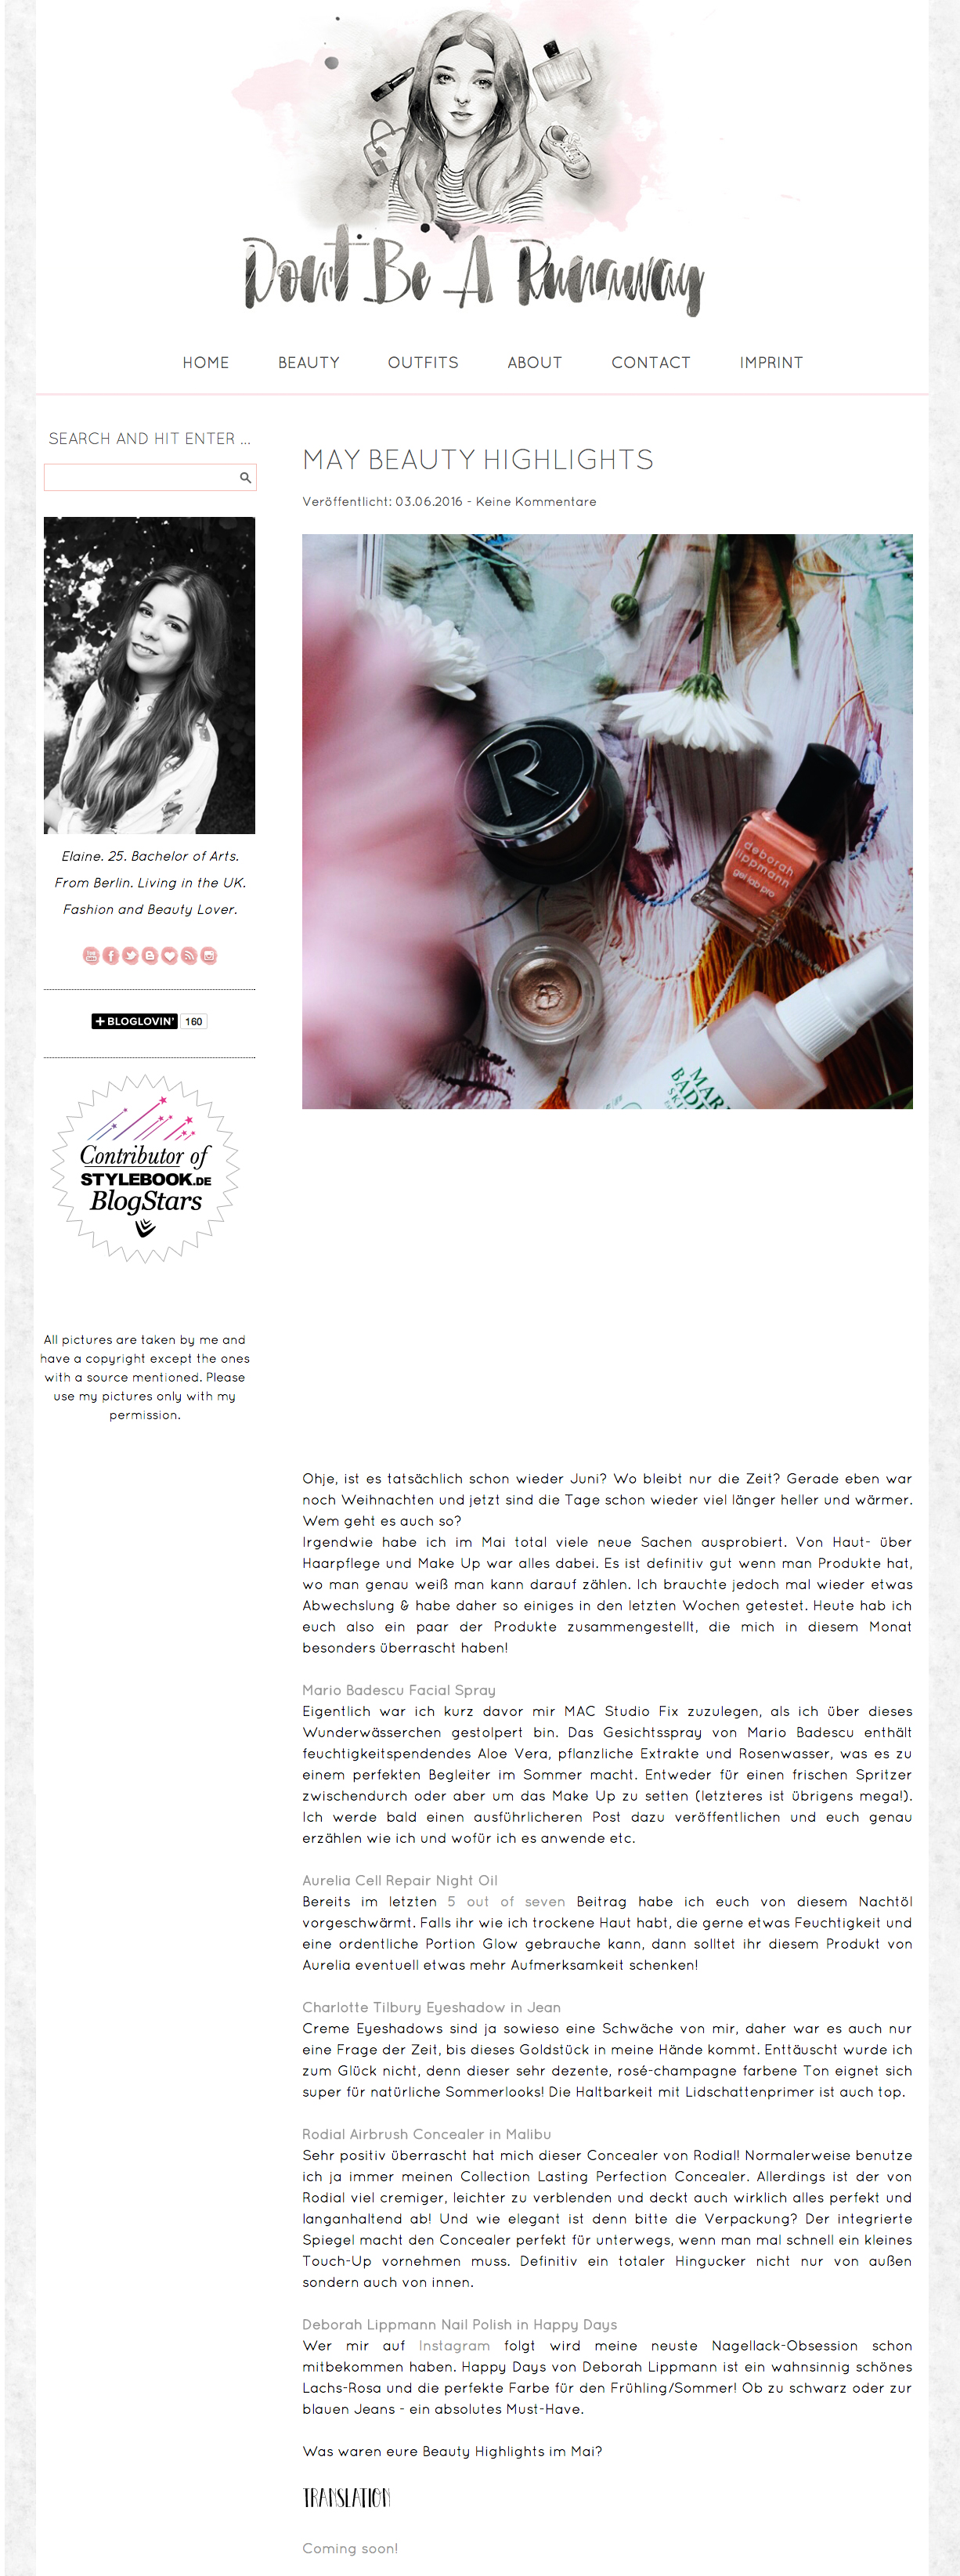 Don't Be A Runaway
HOME BEAUTY OUTFITS ABOUT CONTACT IMPRINT
SEARCH AND HIT ENTER ...
Elaine. 25. Bachelor of Arts.
From Berlin. Living in the UK.
Fashion and Beauty Lover.
+ BLOGLOVIN' 160
Contributor of
STYLEBOOK.DE
BlogStars
All pictures are taken by me and
have a copyright except the ones
with a source mentioned. Please
use my pictures only with my
permission.
MAY BEAUTY HIGHLIGHTS
Veröffentlicht: 03.06.2016 - Keine Kommentare
R
deborah
lippmann
gel lab pro
Ohje, ist es tatsächlich schon wieder Juni? Wo bleibt nur die Zeit? Gerade eben war
noch Weihnachten und jetzt sind die Tage schon wieder viel länger heller und wärmer.
Wem geht es auch so?
Irgendwie habe ich im Mai total viele neue Sachen ausprobiert. Von Haut- über
Haarpflege und Make Up war alles dabei. Es ist definitiv gut wenn man Produkte hat,
wo man genau weiß man kann darauf zählen. Ich brauchte jedoch mal wieder etwas
Abwechslung & habe daher so einiges in den letzten Wochen getestet. Heute hab ich
euch also ein paar der Produkte zusammengestellt, die mich in diesem Monat
besonders überrascht haben!
Mario Badescu Facial Spray
Eigentlich war ich kurz davor mir MAC Studio Fix zuzulegen, als ich über dieses
Wunderwässerchen gestolpert bin. Das Gesichtsspray von Mario Badescu enthält
feuchtigkeitspendendes Aloe Vera, pflanzliche Extrakte und Rosenwasser, was es zu
einem perfekten Begleiter im Sommer macht. Entweder für einen frischen Spritzer
zwischendurch oder aber um das Make Up zu setten (letzteres ist übrigens mega!).
Ich werde bald einen ausführlicheren Post dazu veröffentlichen und euch genau
erzählen wie ich und wofür ich es anwende etc.
Aurelia Cell Repair Night Oil
Bereits im letzten 5 out of seven Beitrag habe ich euch von diesem Nachtöl
vorgeschwärmt. Falls ihr wie ich trockene Haut habt, die gerne etwas Feuchtigkeit und
eine ordentliche Portion Glow gebrauche kann, dann solltet ihr diesem Produkt von
Aurelia eventuell etwas mehr Aufmerksamkeit schenken!
Charlotte Tilbury Eyeshadow in Jean
Creme Eyeshadows sind ja sowieso eine Schwäche von mir, daher war es auch nur
eine Frage der Zeit, bis dieses Goldstück in meine Hände kommt. Enttäuscht wurde ich
zum Glück nicht, denn dieser sehr dezente, rosé-champagne farbene Ton eignet sich
super für natürliche Sommerlooks! Die Haltbarkeit mit Lidschattenprimer ist auch top.
Rodial Airbrush Concealer in Malibu
Sehr positiv überrascht hat mich dieser Concealer von Rodial! Normalerweise benutze
ich ja immer meinen Collection Lasting Perfection Concealer. Allerdings ist der von
Rodial viel cremiger, leichter zu verblenden und deckt auch wirklich alles perfekt und
langanhaltend ab! Und wie elegant ist denn bitte die Verpackung? Der integrierte
Spiegel macht den Concealer perfekt für unterwegs, wenn man mal schnell ein kleines
Touch-Up vornehmen muss. Definitiv ein totaler Hingucker nicht nur von außen
sondern auch von innen.
Deborah Lippmann Nail Polish in Happy Days
Wer mir auf Instagram folgt wird meine neuste Nagellack-Obsession schon
mitbekommen haben. Happy Days von Deborah Lippmann ist ein wahnsinnig schönes
Lachs-Rosa und die perfekte Farbe für den Frühling/Sommer! Ob zu schwarz oder zur
blauen Jeans - ein absolutes Must-Have.
Was waren eure Beauty Highlights im Mai?
TRANSLATION
Coming soon!